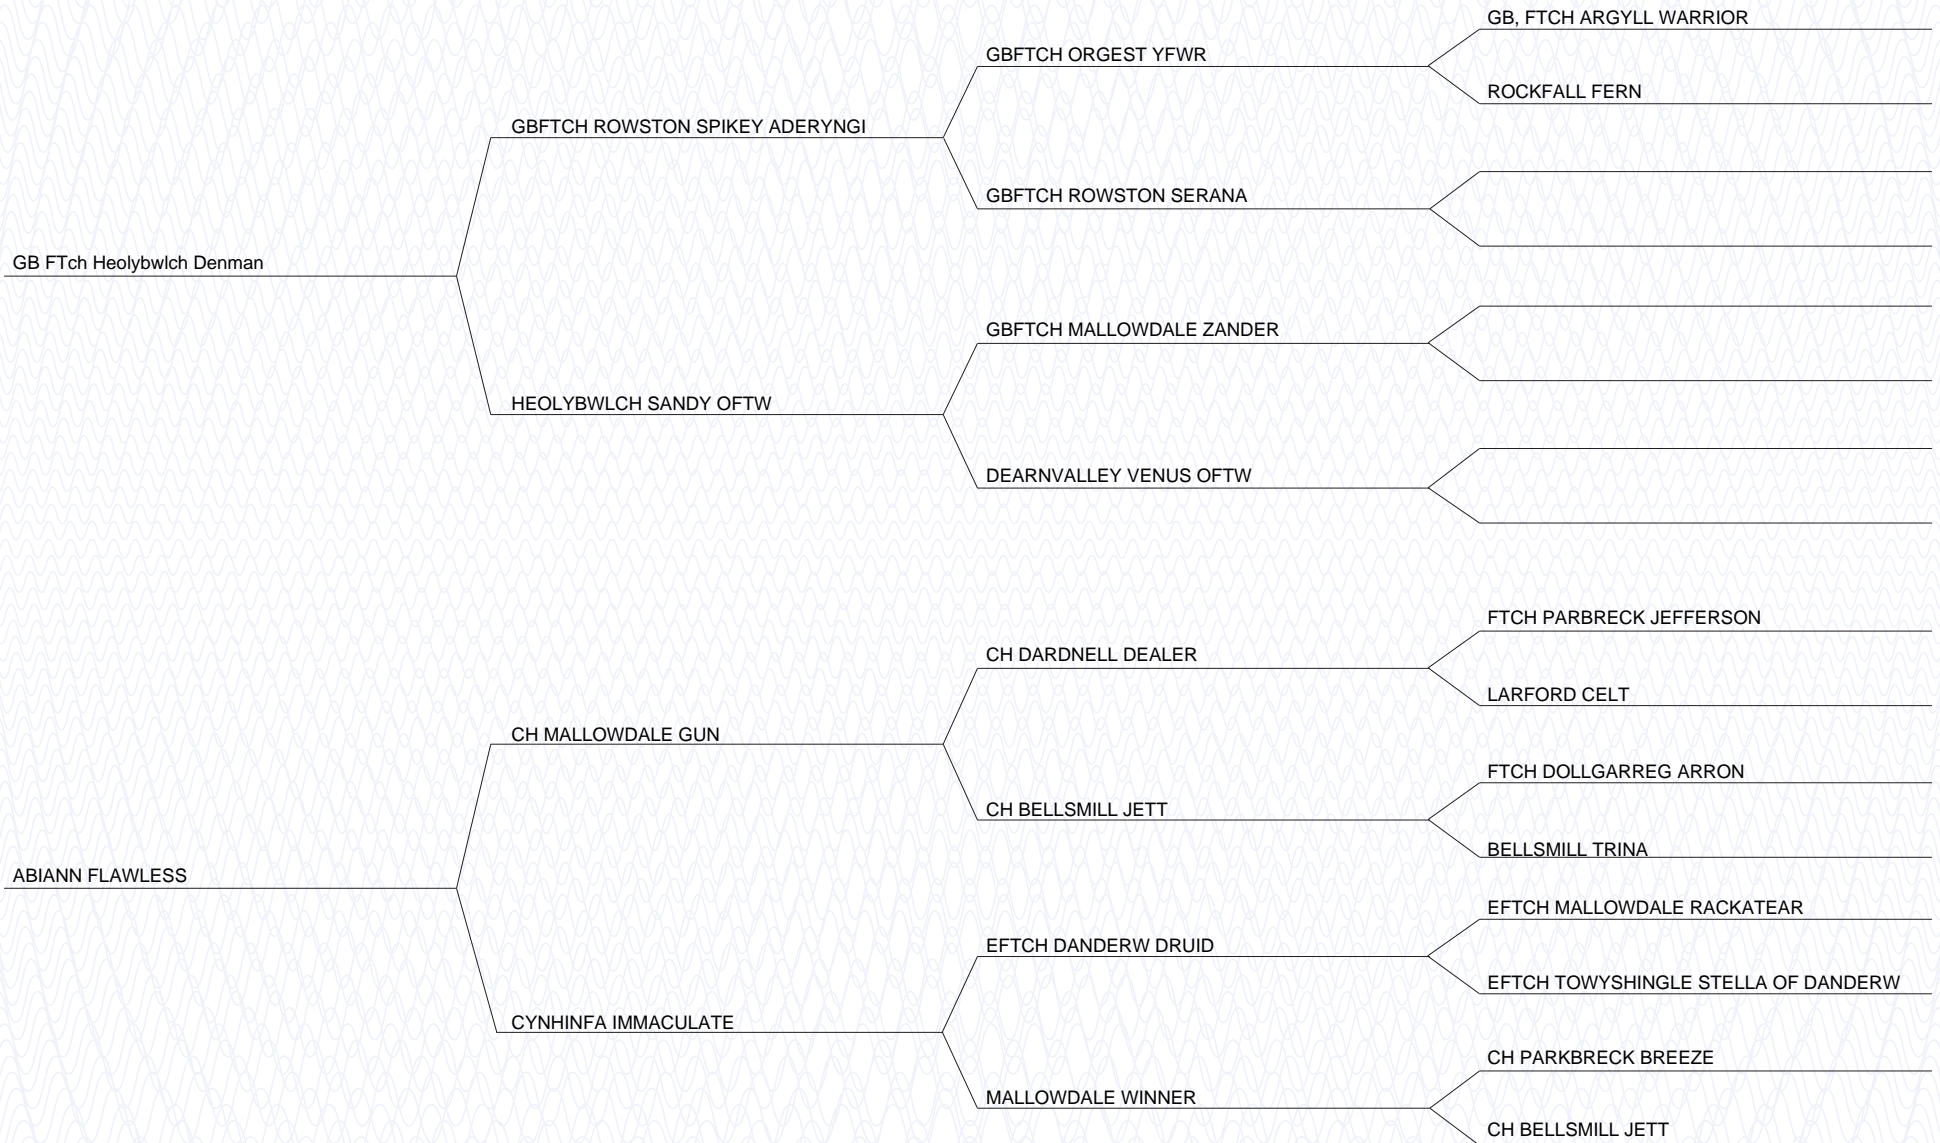 GB, FTCH ARGYLL WARRIOR
GBFTCH ORGEST YFWR
ROCKFALL FERN
GBFTCH ROWSTON SPIKEY ADERYNGI
GBFTCH ROWSTON SERANA
GB FTch Heolybwlch Denman
GBFTCH MALLOWDALE ZANDER
HEOLYBWLCH SANDY OFTW
DEARNVALLEY VENUS OFTW
FTCH PARBRECK JEFFERSON
CH DARDNELL DEALER
LARFORD CELT
CH MALLOWDALE GUN
FTCH DOLLGARREG ARRON
CH BELLSMILL JETT
BELLSMILL TRINA
ABIANN FLAWLESS
EFTCH MALLOWDALE RACKATEAR
EFTCH DANDERW DRUID
EFTCH TOWYSHINGLE STELLA OF DANDERW
CYNHINFA IMMACULATE
CH PARKBRECK BREEZE
MALLOWDALE WINNER
CH BELLSMILL JETT